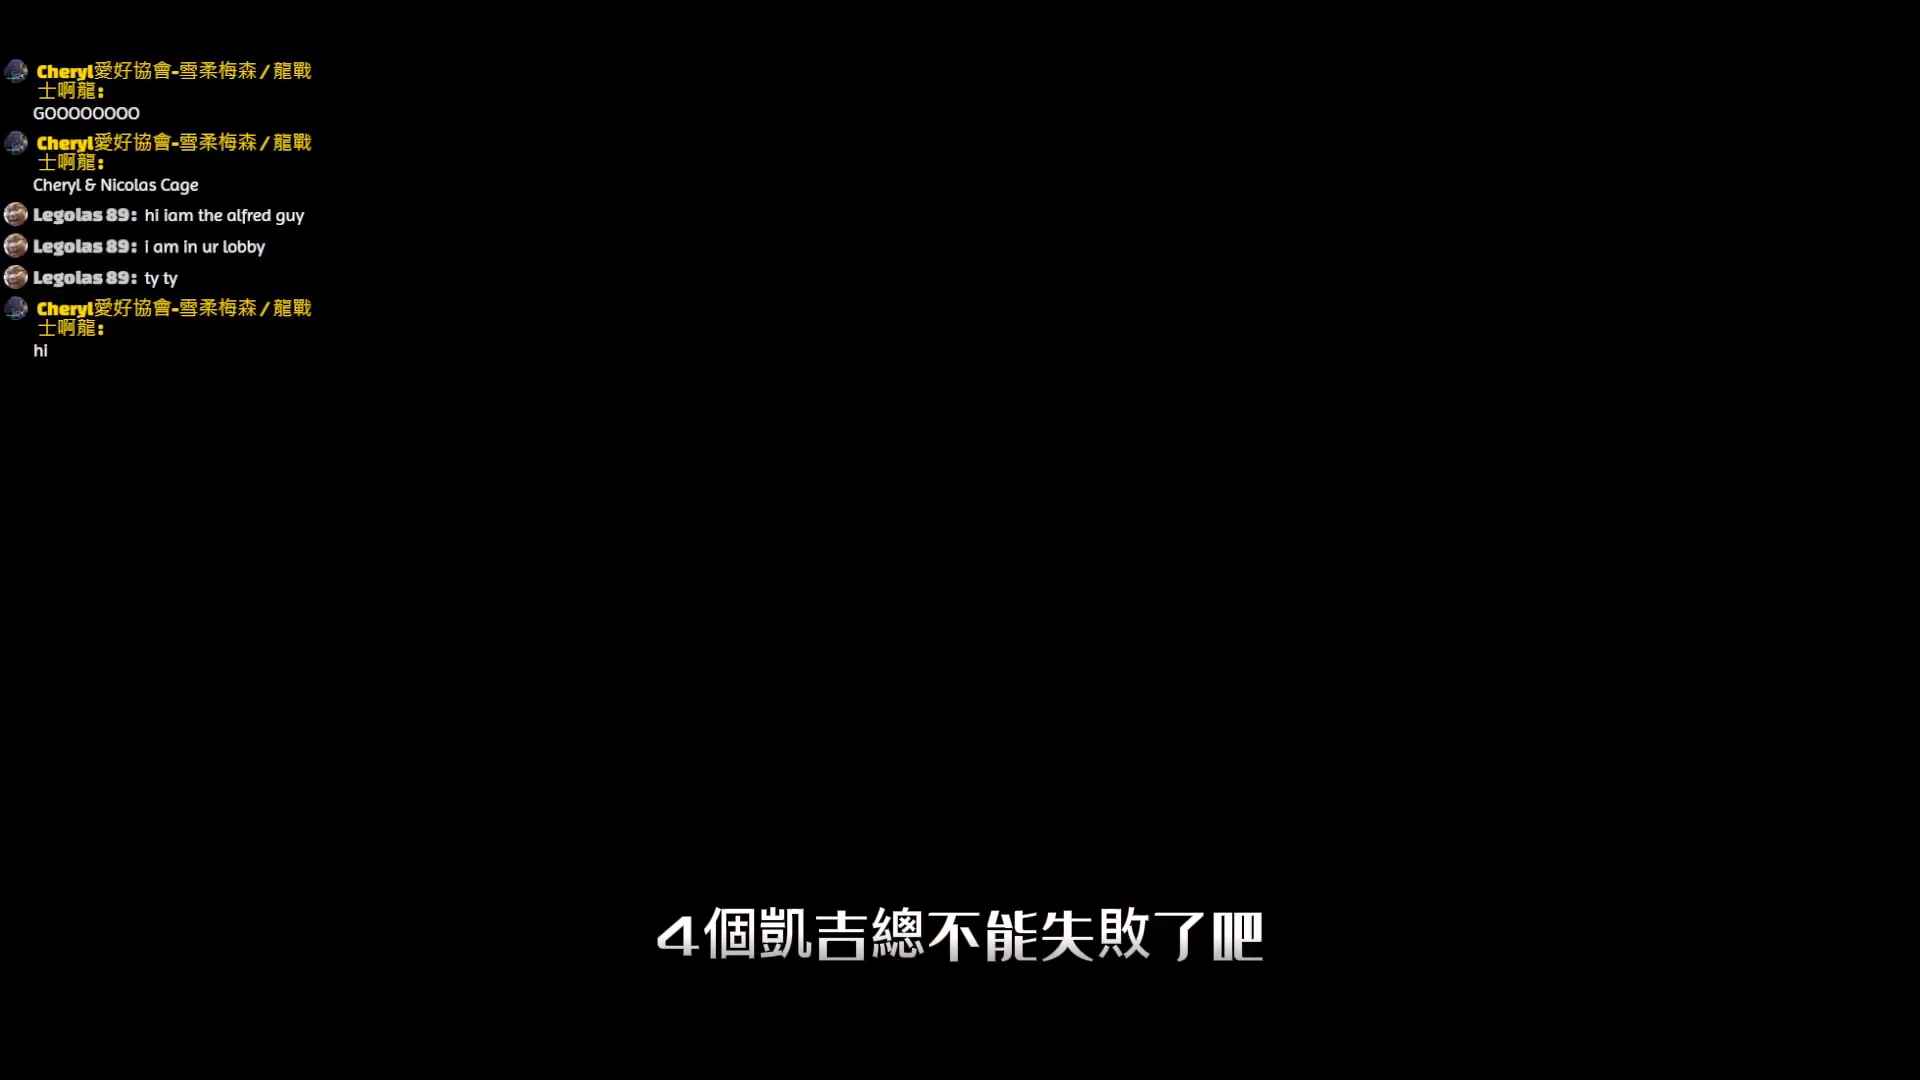 Cheryl愛好協會-雪柔梅森/龍戰
士啊龍:
GOOOOOOOO
Cheryl愛好協會-雪柔梅森/龍戰
士啊龍:
Cheryl & Nicolas Cage
Legolas 89: hi iam the alfred guy
Legolas 89: i am in ur lobby
Legolas 89: ty ty
Cheryl愛好協會-雪柔梅森/龍戰
士啊龍:
hi
4個凱吉總不能失敗了吧